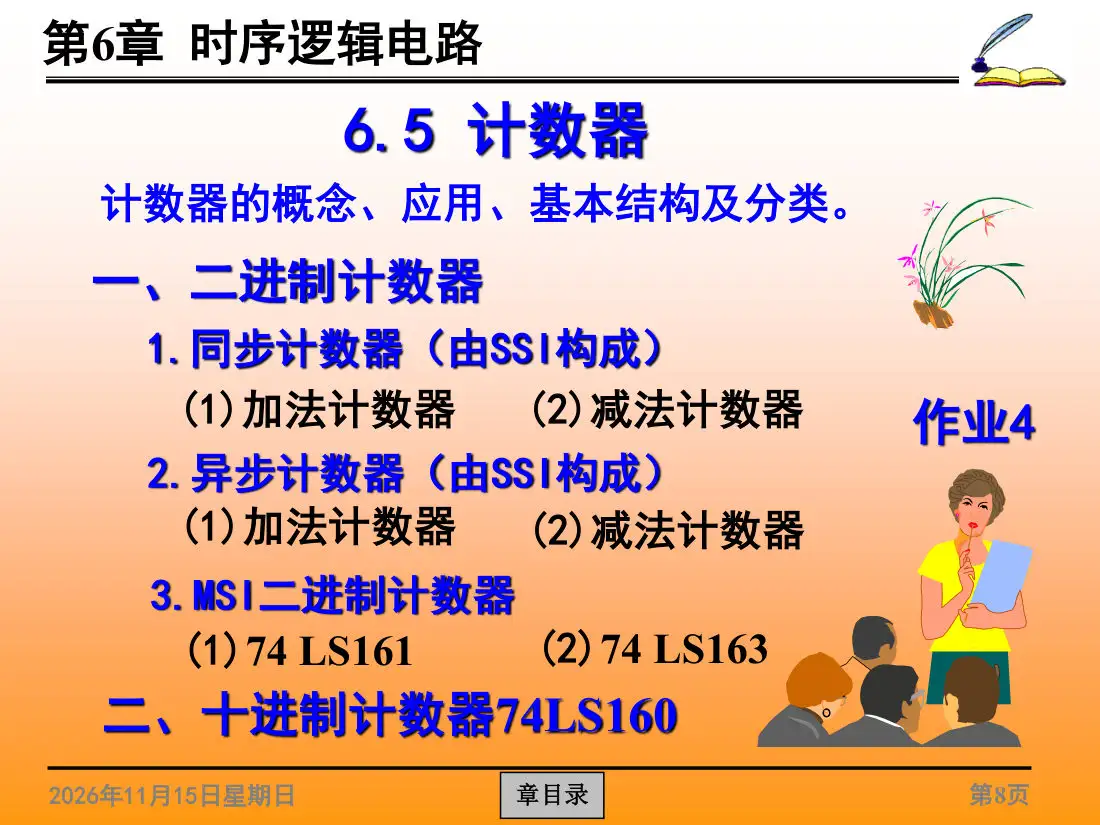 第6章 时序逻辑电路
6.5 计数器
计数器的概念、应用、基本结构及分类。
一、二进制计数器
1.同步计数器（由SSI构成）
(1)加法计数器 (2)减法计数器
作业4
2.异步计数器（由SSI构成）
(1)加法计数器 (2)减法计数器
3.MSI二进制计数器
(1)74 LS161 (2)74 LS163
二、十进制计数器74LS160
2026年11月15日星期日 章目录 第8页